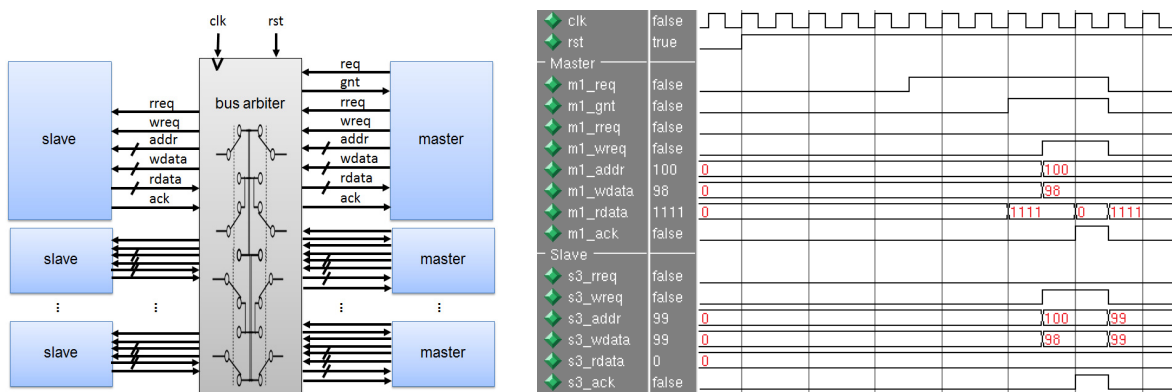 clk rst
req
gnt
rreq
wreq
addr
wdata
rdata
ack
slave
bus arbiter
rreq
wreq
addr
wdata
rdata
ack
master
slave
master
... ... ... ...
slave
master
clk false
rst true
Master
m1_req false
m1_gnt false
m1_rreq false
m1_wreq false
m1_addr 100 0 100
m1_wdata 98 0 98
m1_rdata 1111 0 1111 0 1111
m1_ack false
Slave
s3_rreq false
s3_wreq false
s3_addr 99 0 100 99
s3_wdata 99 0 98 99
s3_rdata 0 0
s3_ack false